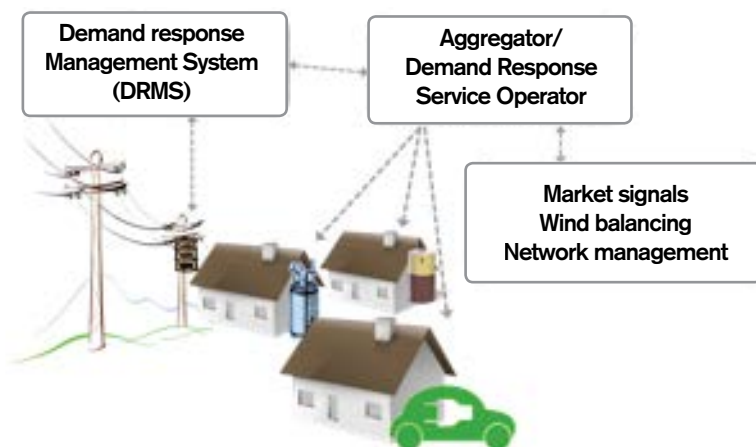 Demand response
Management System
(DRMS)
Aggregator/
Demand Response
Service Operator
Market signals
Wind balancing
Network management